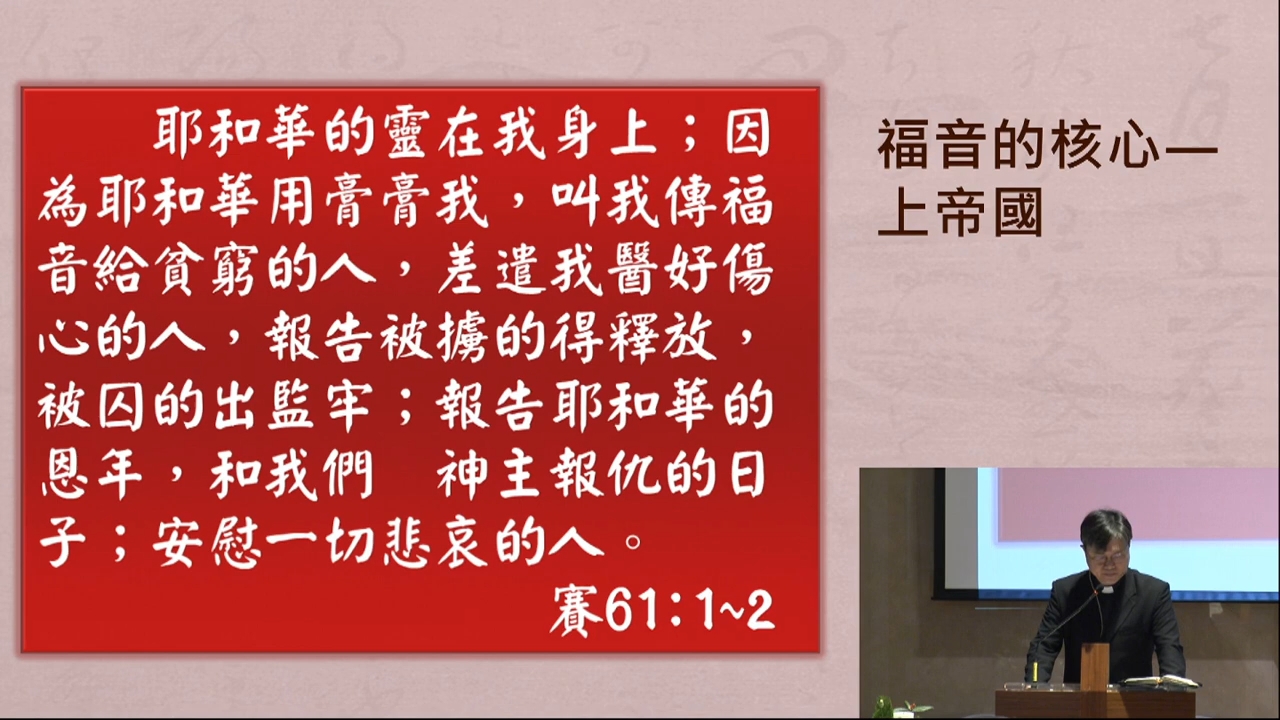 耶和華的靈在我身上；因
為耶和華用膏膏我，叫我傳福
音給貧窮的人，差遣我醫好傷
心的人，報告被擄的得釋放，
被囚的出監牢；報告耶和華的
恩年，和我們　神主報仇的日
子；安慰一切悲哀的人。
賽61:1~2
福音的核心—
上帝國